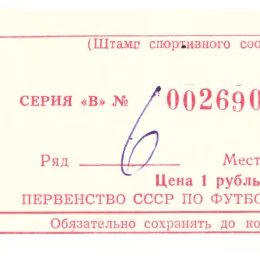 (Штамп спортивного соо
СЕРИЯ «В» № 002690
Ряд 6 Мест
Цена 1 рубль
ПЕРВЕНСТВО СССР ПО ФУТБО
Обязательно сохранять до ко